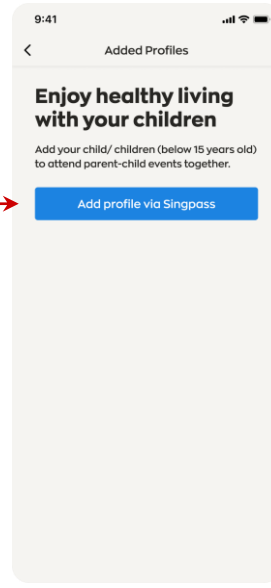 9:41
Added Profiles
Enjoy healthy living
with your children
Add your child/ children (below 15 years old)
to attend parent-child events together.
Add profile via Singpass